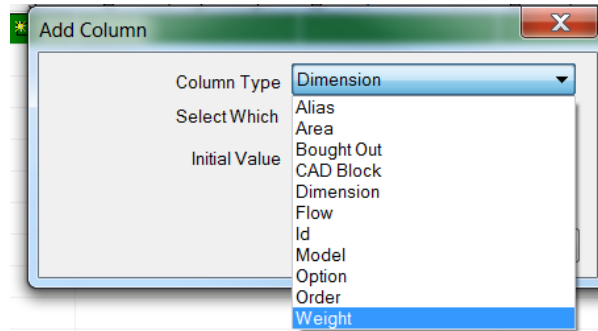 Add Column
Column Type Dimension
Select Which
Initial Value
Alias
Area
Bought Out
CAD Block
Dimension
Flow
Id
Model
Option
Order
Weight